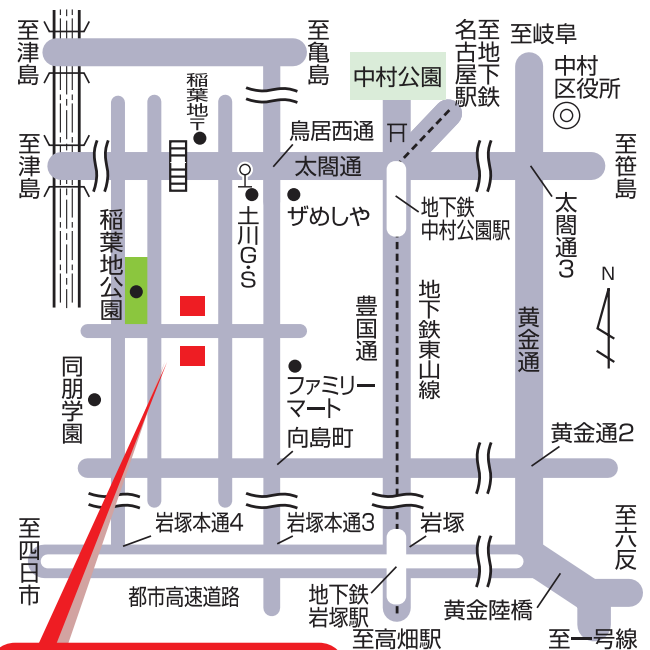 至津島
至亀島
名古屋駅
至地下鉄
至岐阜
中村
区役所
中村公園
稲葉地〒
鳥居西通
太閤通
至津島
至笹島
土川G・S
ザめしや
地下鉄
中村公園駅
太閤通3
稲葉地公園
豊国通
地下鉄東山線
N
黄金通
同朋学園
ファミリー
マート
向島町
黄金通2
岩塚本通4
岩塚本通3
岩塚
至四日市
至六反
都市高速道路
地下鉄
岩塚駅
黄金陸橋
至高畑駅
至一号線